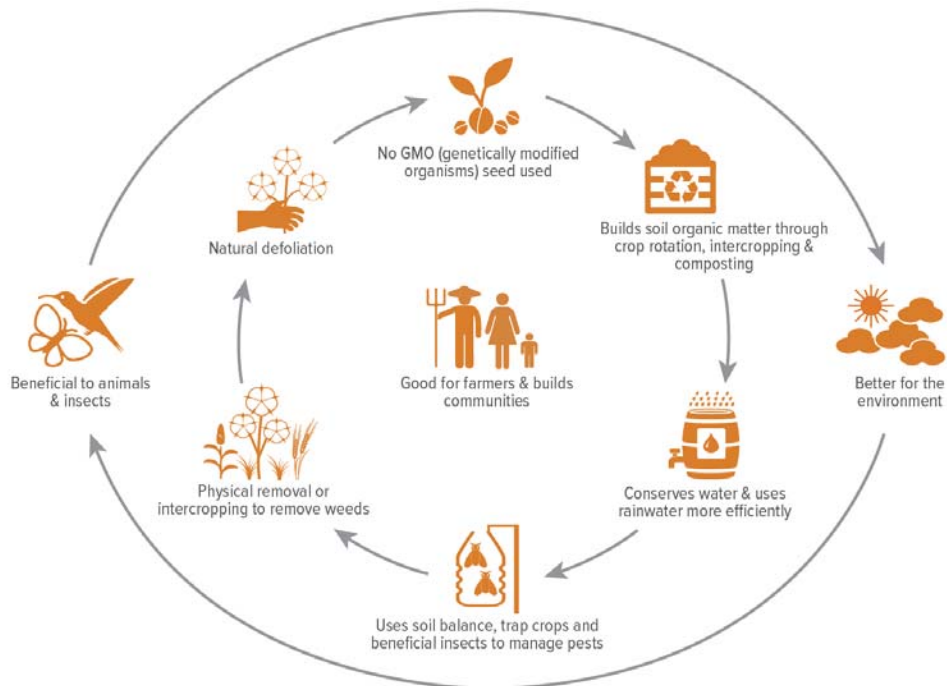 No GMO (genetically modified
organisms) seed used
Natural defoliation
Builds soil organic matter through
crop rotation, intercropping &
composting
Beneficial to animals
& insects
Good for farmers & builds
communities
Better for the
environment
Physical removal or
intercropping to remove weeds
Conserves water & uses
rainwater more efficiently
Uses soil balance, trap crops and
beneficial insects to manage pests